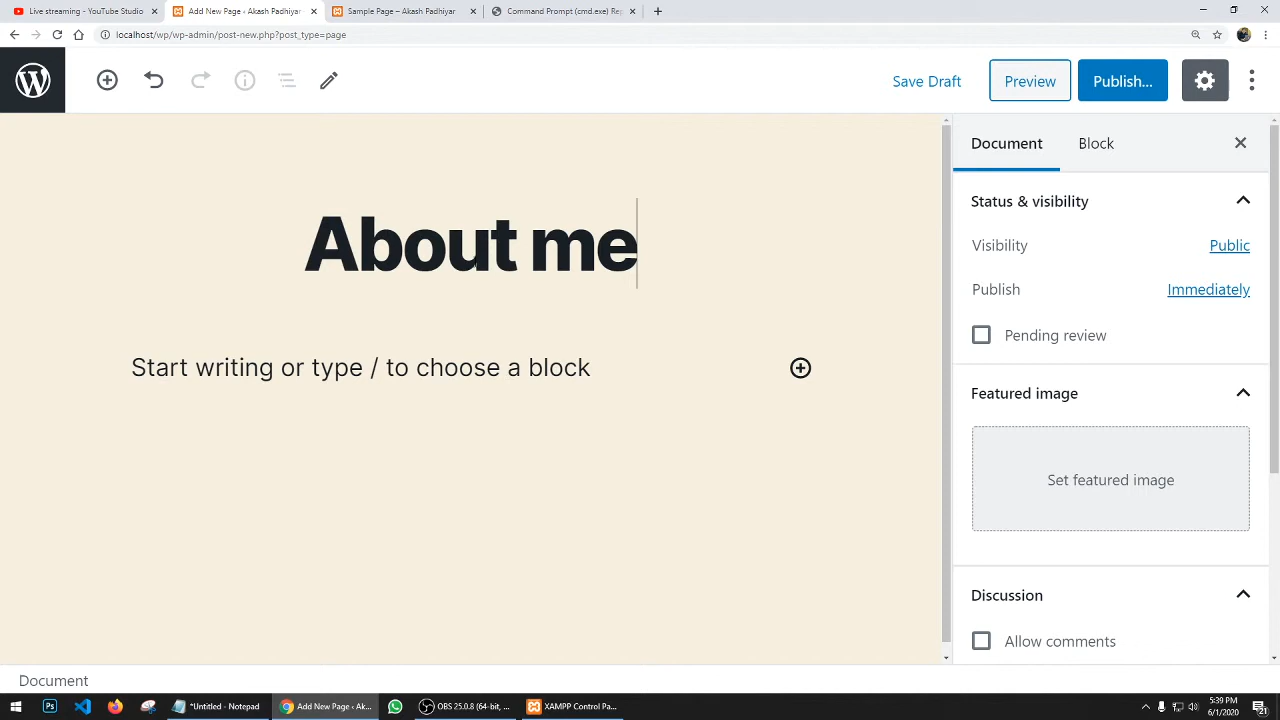 Live streaming - YouTube Studio
Add New Page ‹ Akash Padhiyar
Sample Page – Akash Padhiyar
Command Prompt (cmd.exe) Rep
localhost/wp/wp-admin/post-new.php?post_type=page
Save Draft
Preview
Publish...
Document
Block
Status & visibility
Visibility
Public
Publish
Immediately
Pending review
Featured image
Set featured image
Discussion
Allow comments
About me
Start writing or type / to choose a block
Document
*Untitled - Notepad
Add New Page ‹ Ak...
OBS 25.0.8 (64-bit, ...
XAMPP Control Pa...
5:39 PM
6/1/2020